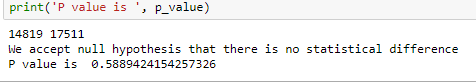 print('P value is ', p_value)
14819 17511
We accept null hypothesis that there is no statistical difference
P value is  0.5889424154257326